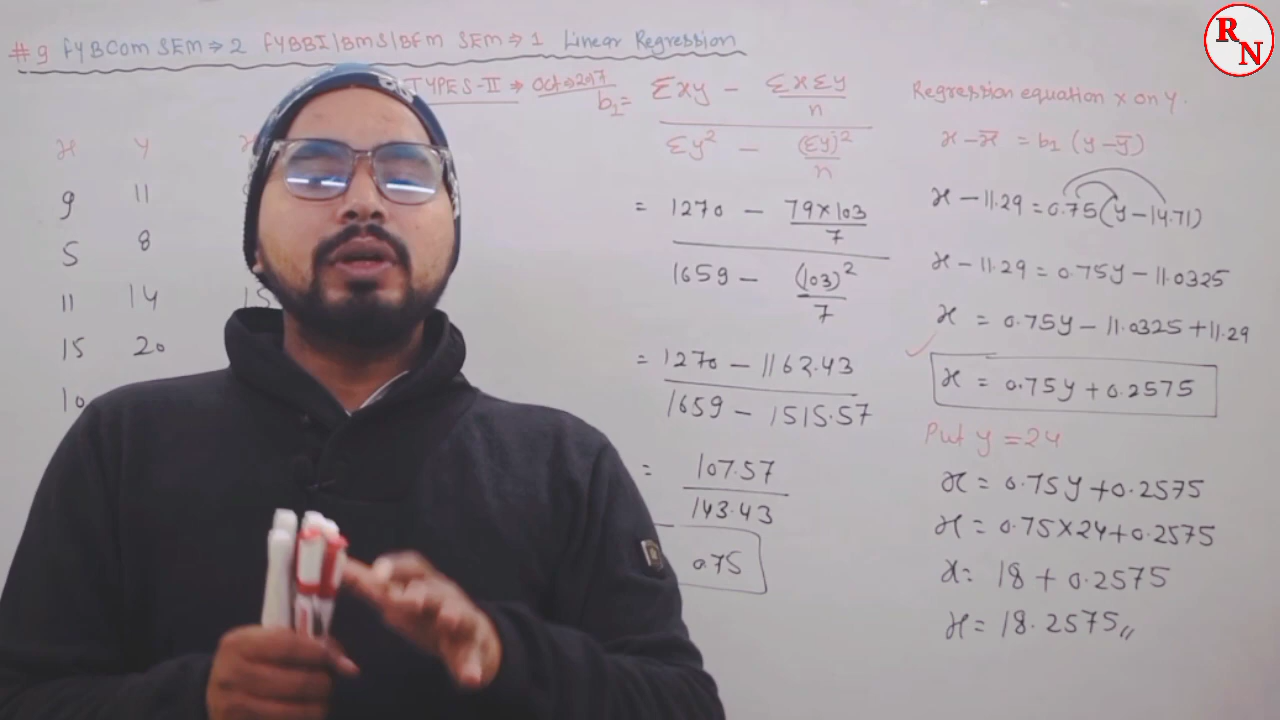 RN
#9 FYBCom SEM ⇒ 2 FYBBI|BMS|BFM SEM ⇒ 1 Linear Regression
TYPES-II ⇒ Oct ⇒ 2017
x y
9 11
5 8
11 14
15 20
10
b₁ = Σxy - ΣxΣy/n
Σy² - (Σy)²/n
= 1270 - 79×103/7
1659 - (103)²/7
= 1270 - 1162.43
1659 - 1515.57
= 107.57
143.43
0.75
Regression equation x on y.
x - x̄ = b₁ (y - ȳ)
x - 11.29 = 0.75(y - 14.71)
x - 11.29 = 0.75y - 11.0325
x = 0.75y - 11.0325 + 11.29
x = 0.75y + 0.2575
Put y = 24
x = 0.75y + 0.2575
x = 0.75×24 + 0.2575
x = 18 + 0.2575
x = 18.2575